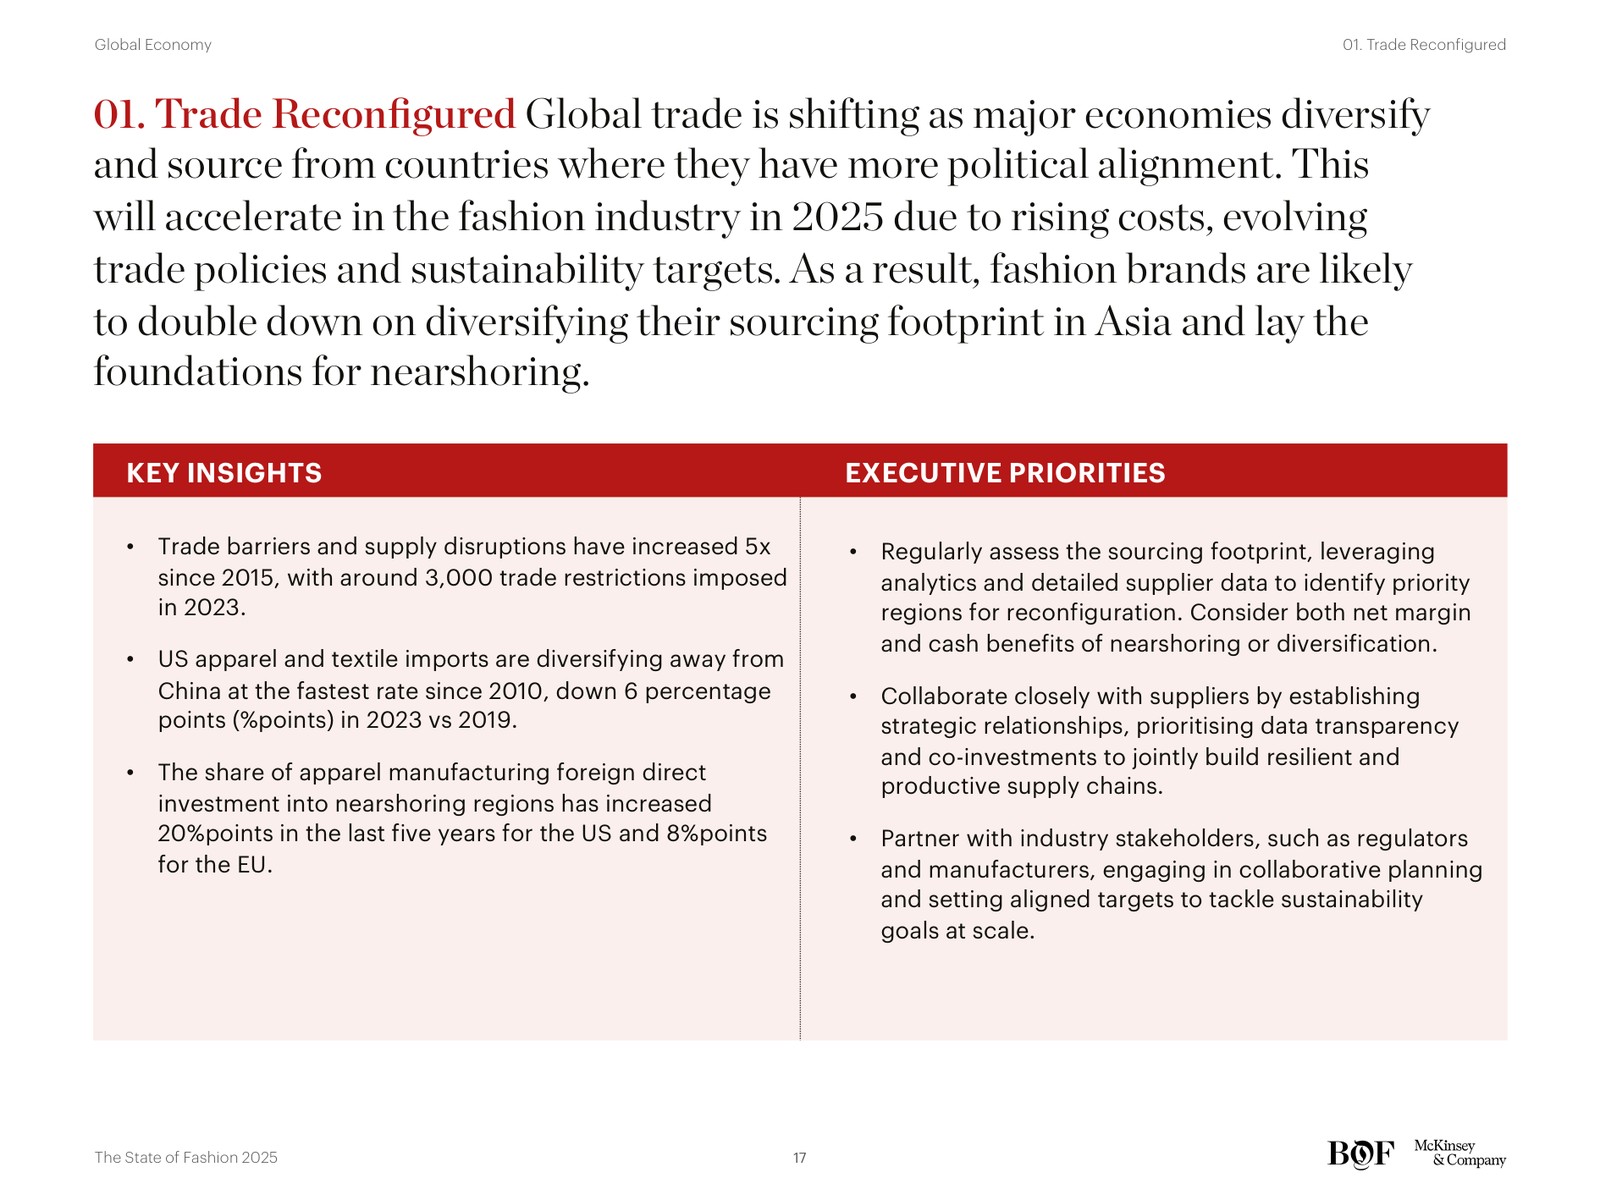 Global Economy
01. Trade Reconfigured
01. Trade Reconfigured Global trade is shifting as major economies diversify
and source from countries where they have more political alignment. This
will accelerate in the fashion industry in 2025 due to rising costs, evolving
trade policies and sustainability targets. As a result, fashion brands are likely
to double down on diversifying their sourcing footprint in Asia and lay the
foundations for nearshoring.
KEY INSIGHTS
• Trade barriers and supply disruptions have increased 5x
since 2015, with around 3,000 trade restrictions imposed
in 2023.
• US apparel and textile imports are diversifying away from
China at the fastest rate since 2010, down 6 percentage
points (%points) in 2023 vs 2019.
• The share of apparel manufacturing foreign direct
investment into nearshoring regions has increased
20%points in the last five years for the US and 8%points
for the EU.
EXECUTIVE PRIORITIES
• Regularly assess the sourcing footprint, leveraging
analytics and detailed supplier data to identify priority
regions for reconfiguration. Consider both net margin
and cash benefits of nearshoring or diversification.
• Collaborate closely with suppliers by establishing
strategic relationships, prioritising data transparency
and co-investments to jointly build resilient and
productive supply chains.
• Partner with industry stakeholders, such as regulators
and manufacturers, engaging in collaborative planning
and setting aligned targets to tackle sustainability
goals at scale.
The State of Fashion 2025
17
BOF
McKinsey
& Company